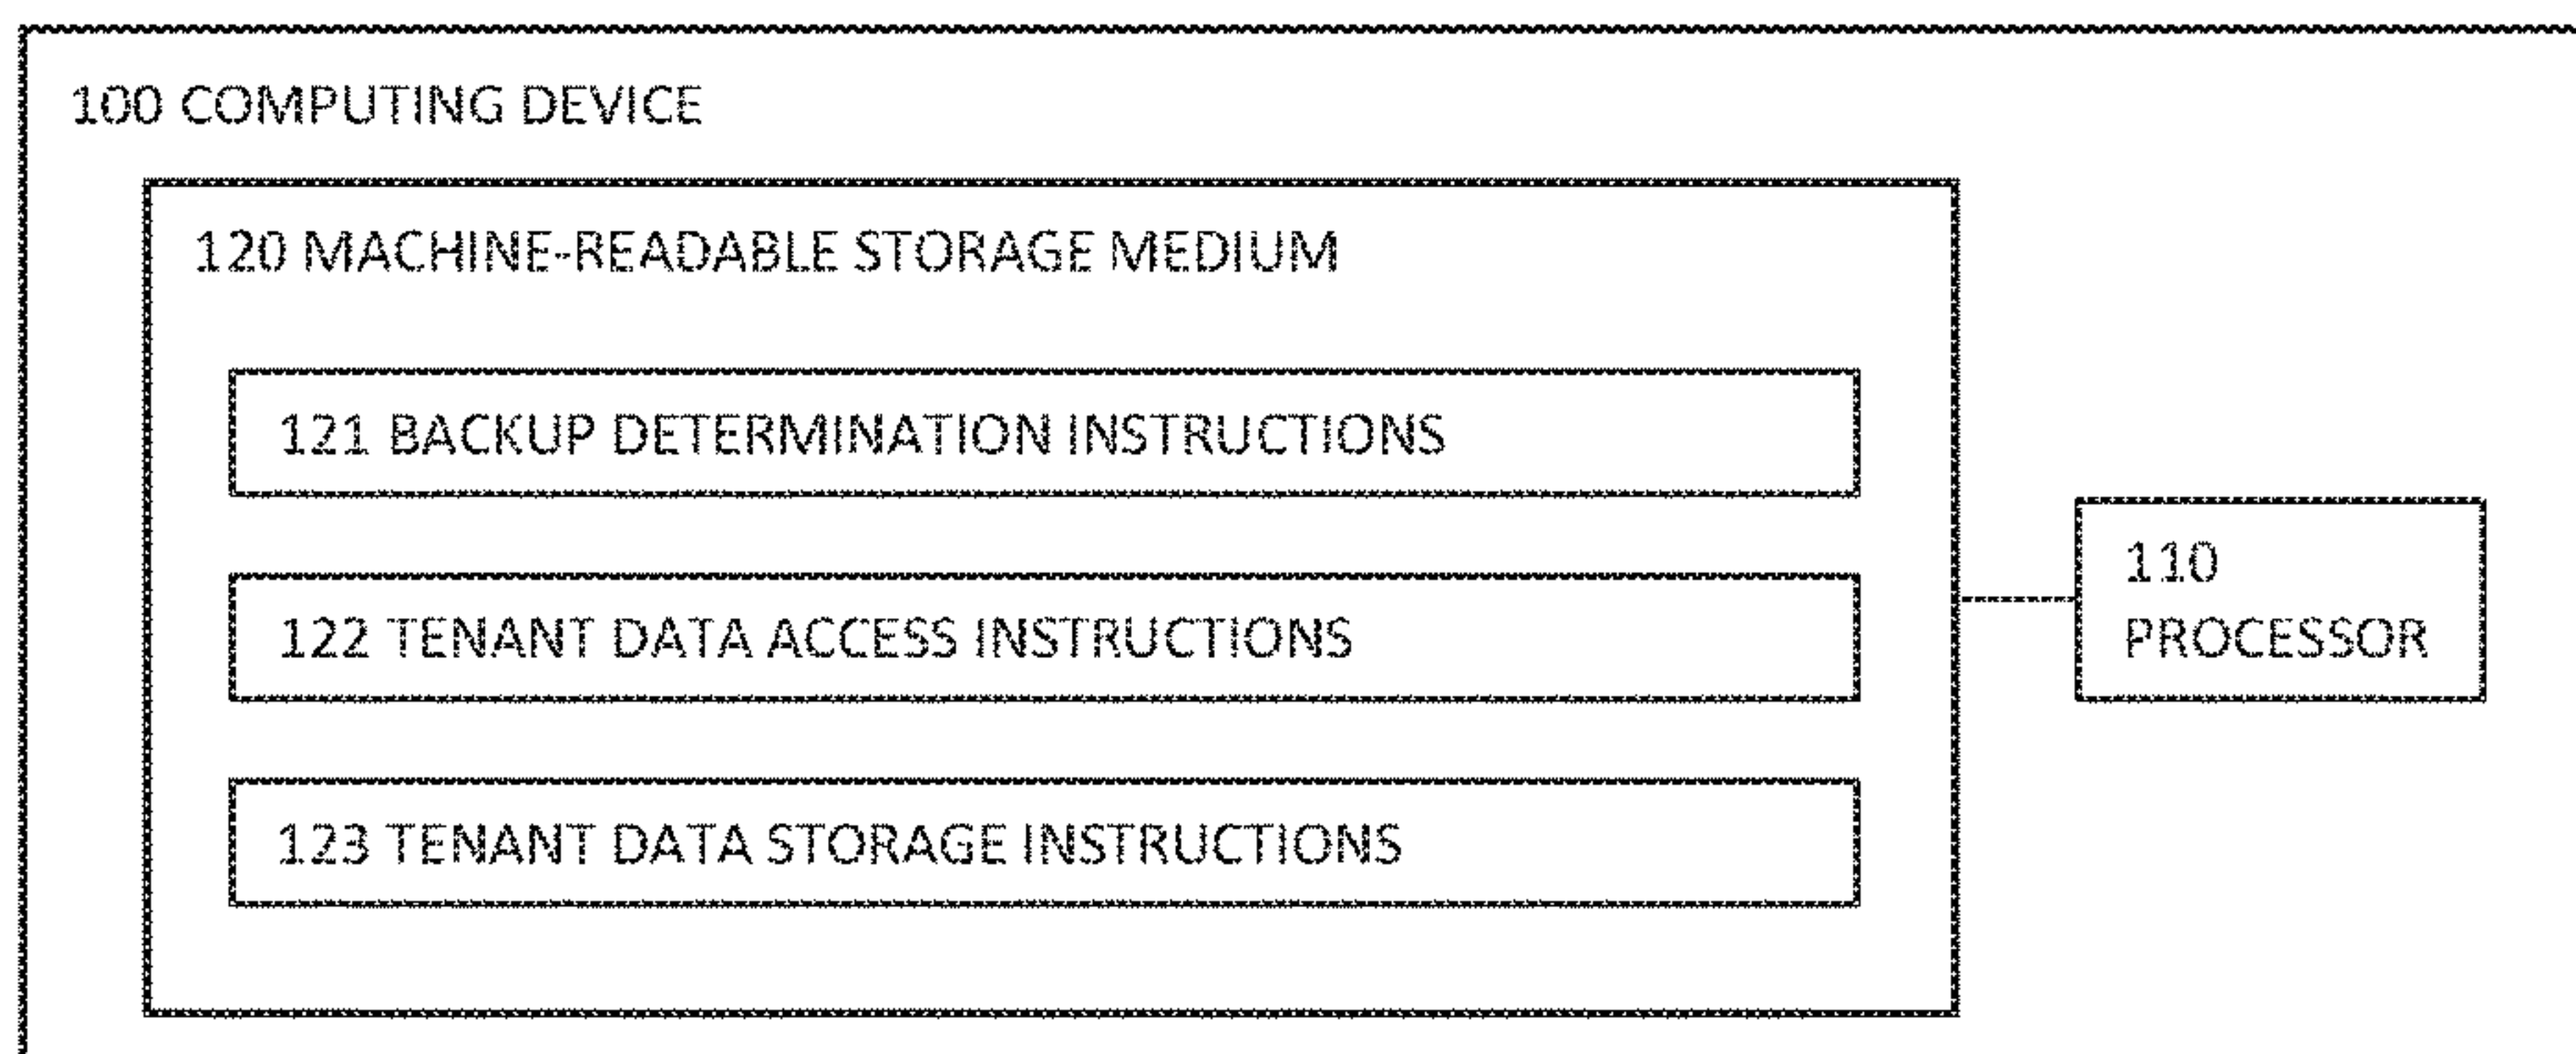 100 COMPUTING DEVICE
120 MACHINE-READABLE STORAGE MEDIUM
121 BACKUP DETERMINATION INSTRUCTIONS
122 TENANT DATA ACCESS INSTRUCTIONS
110
PROCESSOR
123 TENANT DATA STORAGE INSTRUCTIONS